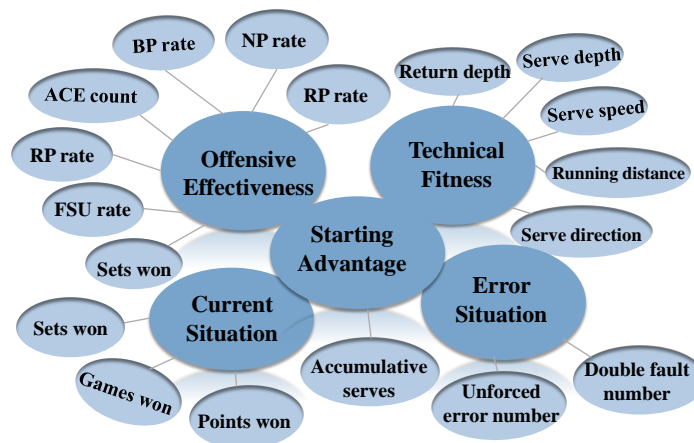 BP rate
NP rate
ACE count
RP rate
RP rate
FSU rate
Sets won
Offensive
Effectiveness
Return depth
Serve depth
Serve speed
Running distance
Serve direction
Technical
Fitness
Starting
Advantage
Accumulative
serves
Current
Situation
Sets won
Games won
Points won
Error
Situation
Unforced
error number
Double fault
number